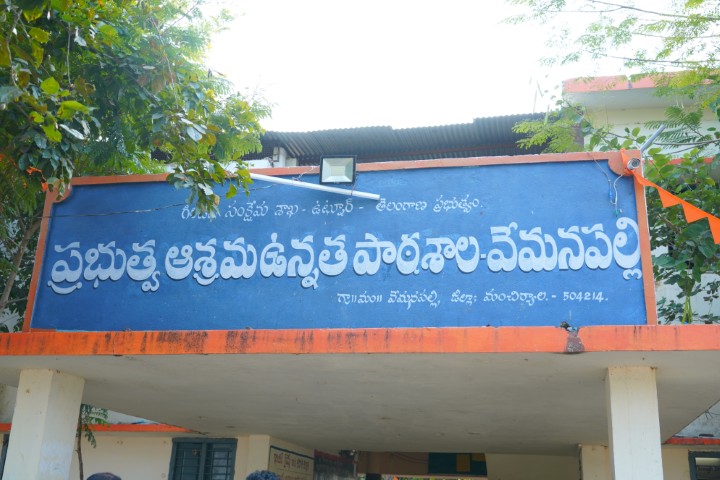 గిరిజన సంక్షేమ శాఖ - ఉట్నూర్ - తెలంగాణ ప్రభుత్వం.
ప్రభుత్వ ఆశ్రమ ఉన్నత పాఠశాల-వేమనపల్లి
గ్రా॥మం॥ వేమనపల్లి, జిల్లా: మంచిర్యాల. - 504214.